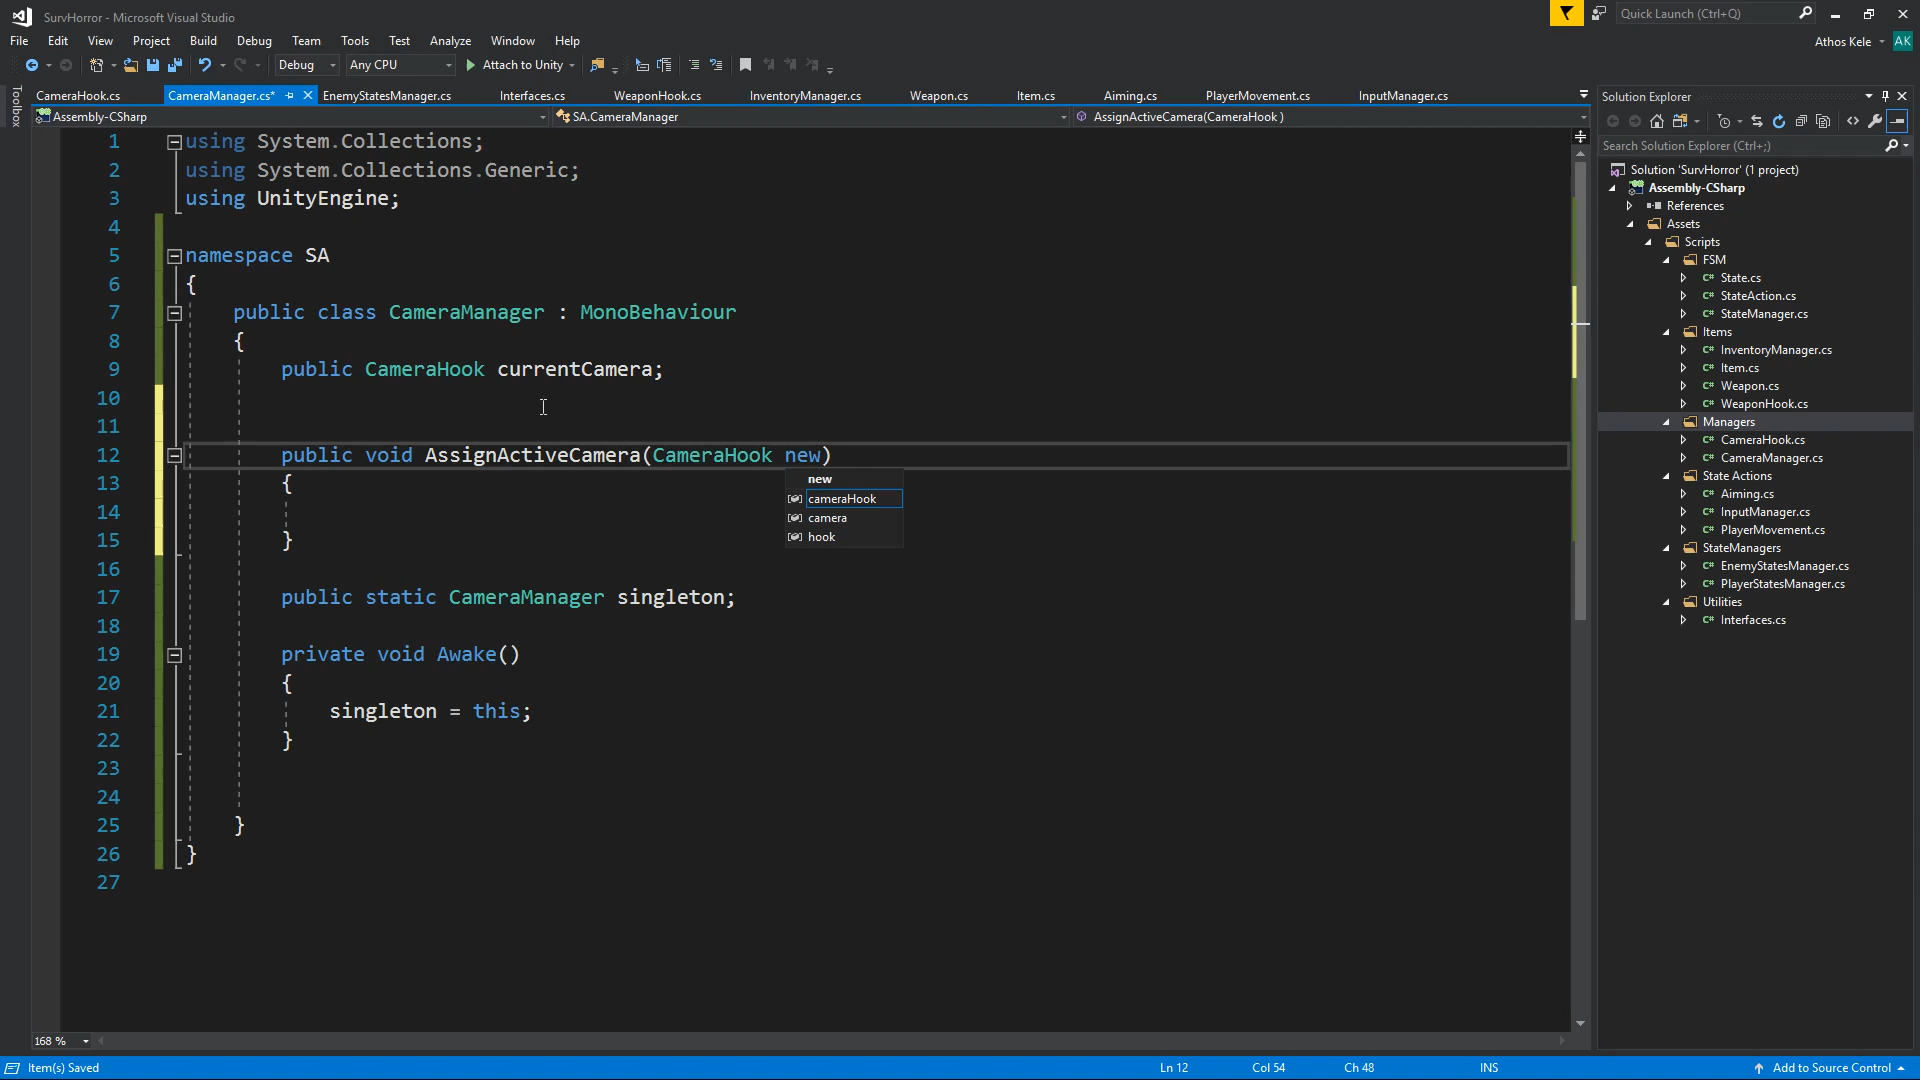 SurvHorror - Microsoft Visual Studio
Quick Launch (Ctrl+Q)
File Edit View Project Build Debug Team Tools Test Analyze Window Help
Athos Kele AK
Debug Any CPU Attach to Unity
Toolbox
CameraHook.cs CameraManager.cs* EnemyStatesManager.cs Interfaces.cs WeaponHook.cs InventoryManager.cs Weapon.cs Item.cs Aiming.cs PlayerMovement.cs InputManager.cs
Assembly-CSharp SA.CameraManager AssignActiveCamera(CameraHook )
1 using System.Collections;
2 using System.Collections.Generic;
3 using UnityEngine;
4
5 namespace SA
6 {
7 public class CameraManager : MonoBehaviour
8 {
9 public CameraHook currentCamera;
10
11
12 public void AssignActiveCamera(CameraHook new)
13 {
14
15 }
16
17 public static CameraManager singleton;
18
19 private void Awake()
20 {
21 singleton = this;
22 }
23
24
25 }
26 }
27
new
cameraHook
camera
hook
Solution Explorer
Search Solution Explorer (Ctrl+;)
Solution 'SurvHorror' (1 project)
Assembly-CSharp
References
Assets
Scripts
FSM
C# State.cs
C# StateAction.cs
C# StateManager.cs
Items
C# InventoryManager.cs
C# Item.cs
C# Weapon.cs
C# WeaponHook.cs
Managers
C# CameraHook.cs
C# CameraManager.cs
State Actions
C# Aiming.cs
C# InputManager.cs
C# PlayerMovement.cs
StateManagers
C# EnemyStatesManager.cs
C# PlayerStatesManager.cs
Utilities
C# Interfaces.cs
168 %
Item(s) Saved Ln 12 Col 54 Ch 48 INS Add to Source Control